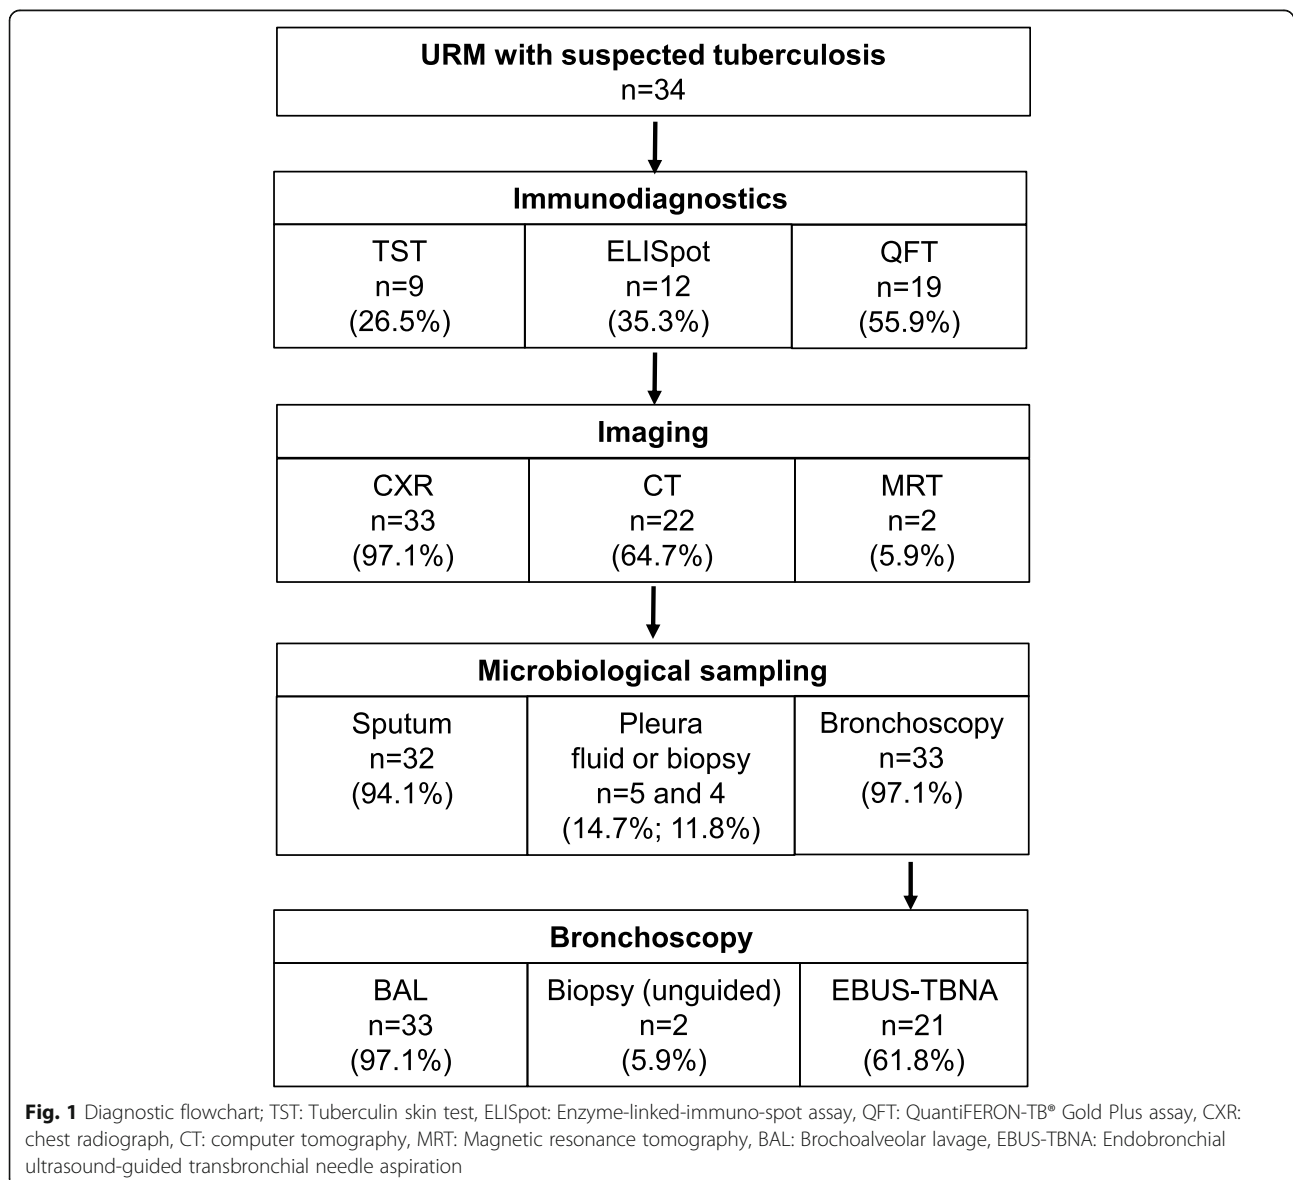 URM with suspected tuberculosis
n=34
Immunodiagnostics
TST
n=9
(26.5%)
ELISpot
n=12
(35.3%)
QFT
n=19
(55.9%)
Imaging
CXR
n=33
(97.1%)
CT
n=22
(64.7%)
MRT
n=2
(5.9%)
Microbiological sampling
Sputum
n=32
(94.1%)
Pleura
fluid or biopsy
n=5 and 4
(14.7%; 11.8%)
Bronchoscopy
n=33
(97.1%)
Bronchoscopy
BAL
n=33
(97.1%)
Biopsy (unguided)
n=2
(5.9%)
EBUS-TBNA
n=21
(61.8%)
Fig. 1 Diagnostic flowchart; TST: Tuberculin skin test, ELISpot: Enzyme-linked-immuno-spot assay, QFT: QuantiFERON-TB® Gold Plus assay, CXR:
chest radiograph, CT: computer tomography, MRT: Magnetic resonance tomography, BAL: Brochoalveolar lavage, EBUS-TBNA: Endobronchial
ultrasound-guided transbronchial needle aspiration